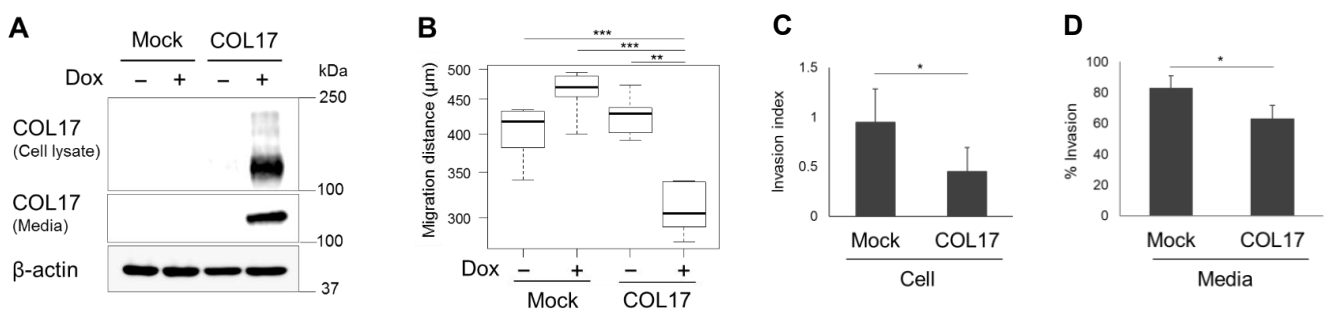 A
Mock COL17
Dox – + – +
kDa
250
COL17
(Cell lysate)
100
COL17
(Media)
100
β-actin
37
B
***
***
**
Migration distance (µm)
500
450
400
350
300
Dox – + – +
Mock COL17
C
*
Invasion index
1.5
1
0.5
0
Mock COL17
Cell
D
*
% Invasion
100
80
60
40
20
0
Mock COL17
Media